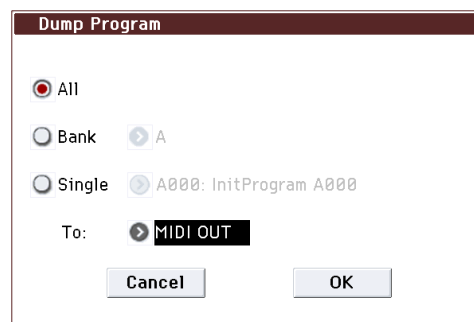 Dump Program
All
Bank A
Single A000: InitProgram A000
To: MIDI OUT
Cancel OK